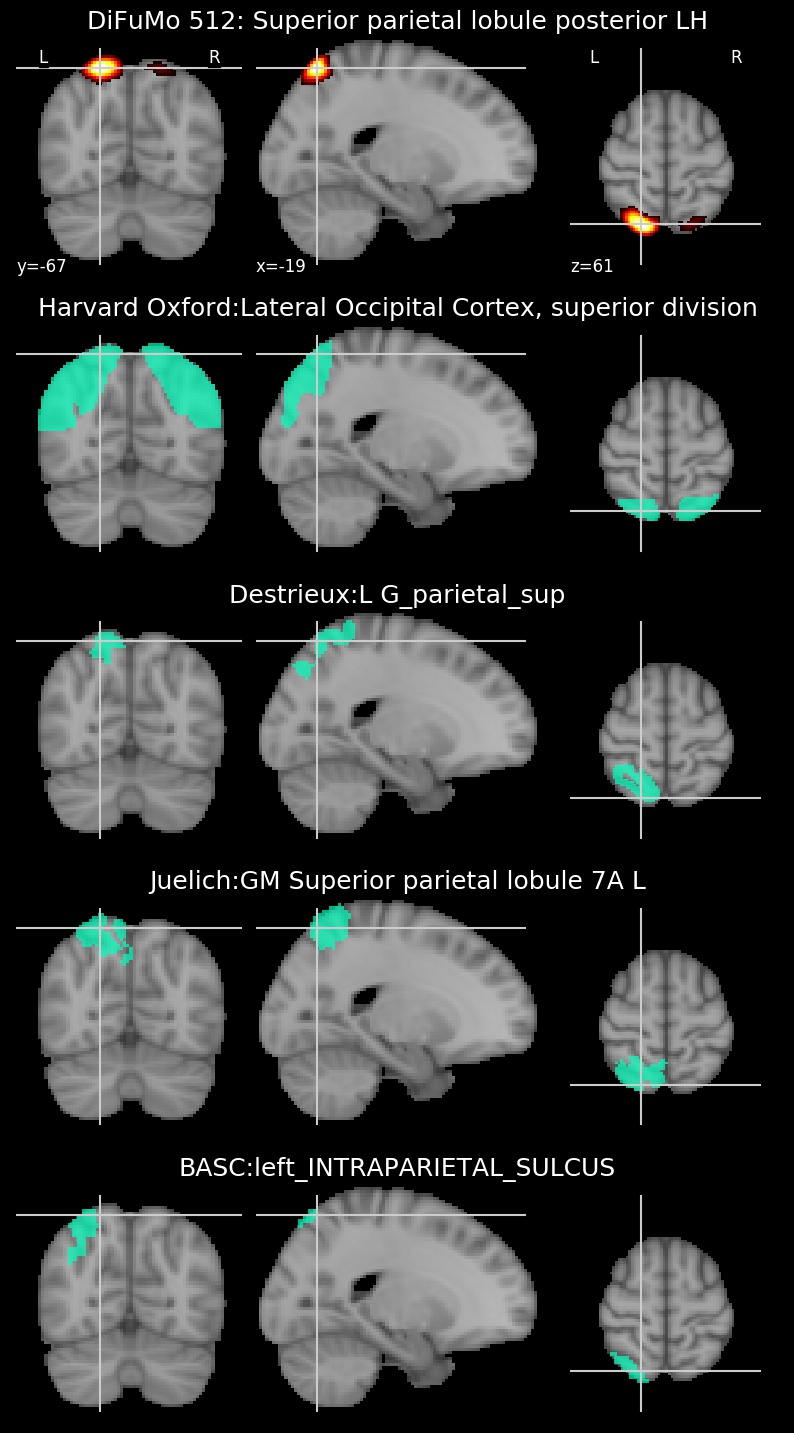 DiFuMo 512: Superior parietal lobule posterior LH
L R L R
y=-67 x=-19 z=61
Harvard Oxford:Lateral Occipital Cortex, superior division
Destrieux:L G_parietal_sup
Juelich:GM Superior parietal lobule 7A L
BASC:left_INTRAPARIETAL_SULCUS